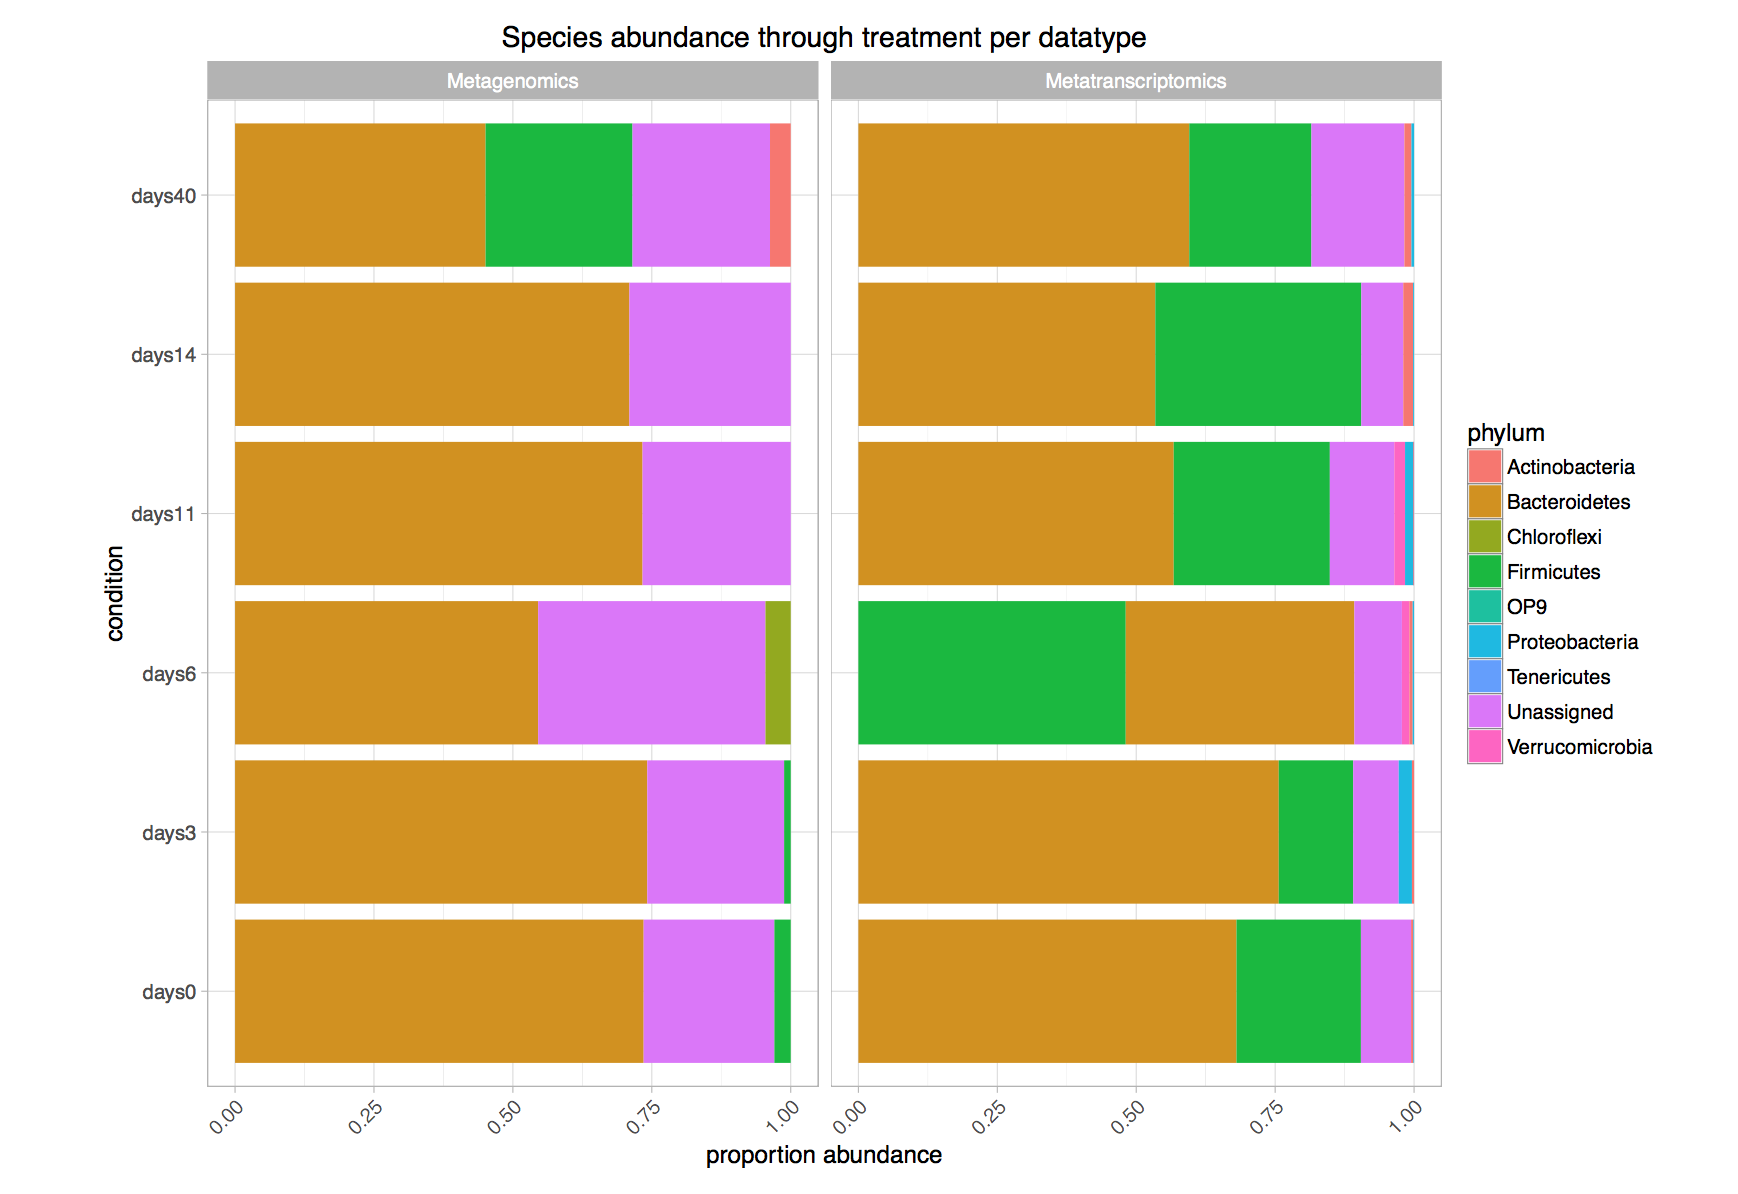 Species abundance through treatment per datatype
Metagenomics
Metatranscriptomics
condition
days40
days14
days11
days6
days3
days0
0.00 0.25 0.50 0.75 1.00
0.00 0.25 0.50 0.75 1.00
proportion abundance
phylum
Actinobacteria
Bacteroidetes
Chloroflexi
Firmicutes
OP9
Proteobacteria
Tenericutes
Unassigned
Verrucomicrobia